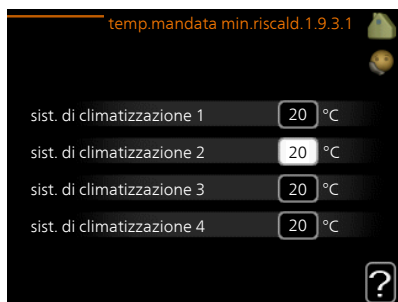 temp.mandata min.riscald.1.9.3.1
sist. di climatizzazione 1 20 °C
sist. di climatizzazione 2 20 °C
sist. di climatizzazione 3 20 °C
sist. di climatizzazione 4 20 °C
?